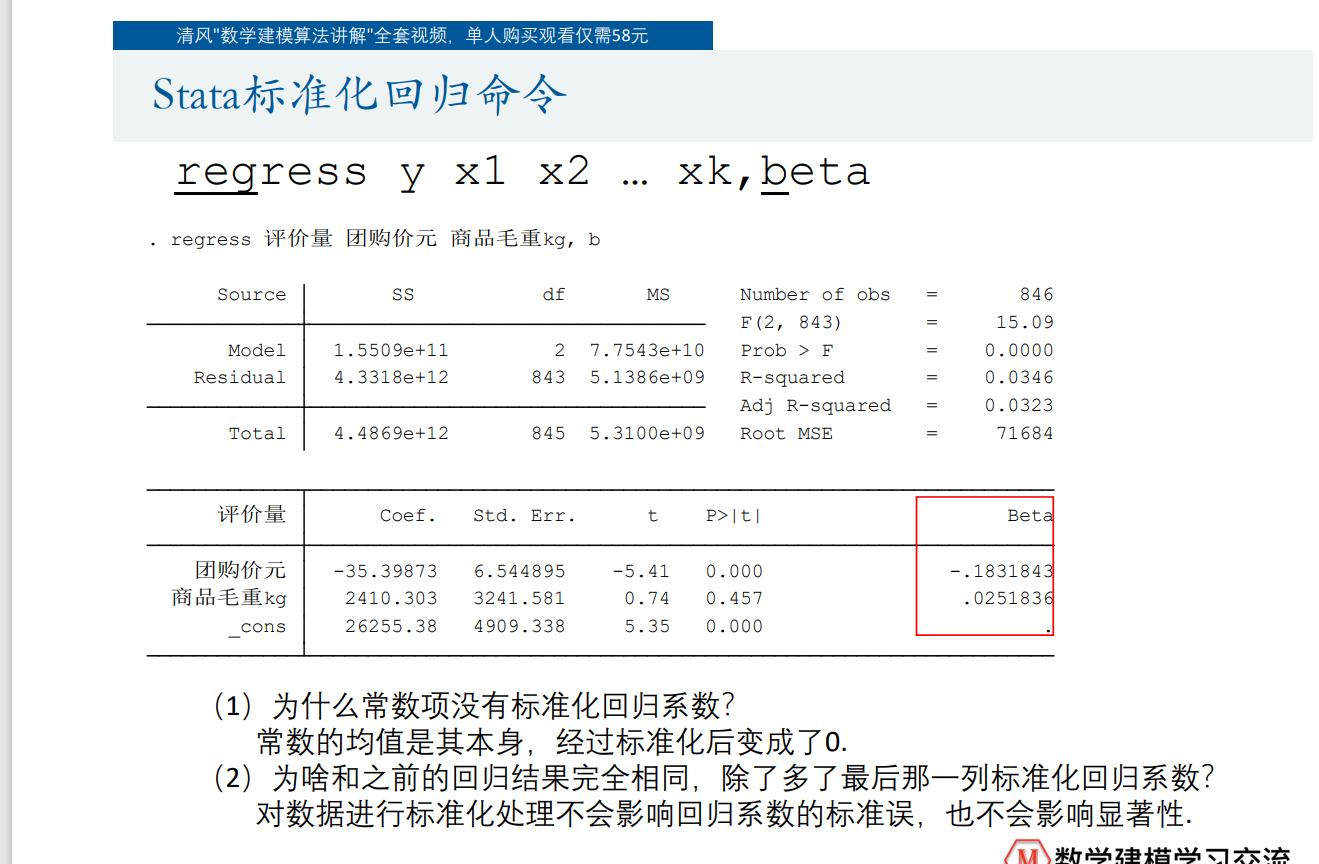 清风"数学建模算法讲解"全套视频，单人购买观看仅需58元
Stata标准化回归命令
regress y x1 x2 … xk,beta
. regress 评价量 团购价元 商品毛重kg, b
Source SS df MS Number of obs = 846
F(2, 843) = 15.09
Model 1.5509e+11 2 7.7543e+10 Prob > F = 0.0000
Residual 4.3318e+12 843 5.1386e+09 R-squared = 0.0346
Adj R-squared = 0.0323
Total 4.4869e+12 845 5.3100e+09 Root MSE = 71684
评价量 Coef. Std. Err. t P>|t| Beta
团购价元 -35.39873 6.544895 -5.41 0.000 -.1831843
商品毛重kg 2410.303 3241.581 0.74 0.457 .0251836
_cons 26255.38 4909.338 5.35 0.000 .
（1）为什么常数项没有标准化回归系数？
常数的均值是其本身，经过标准化后变成了0.
（2）为啥和之前的回归结果完全相同，除了多了最后那一列标准化回归系数？
对数据进行标准化处理不会影响回归系数的标准误，也不会影响显著性.
M 数学建模学习交流